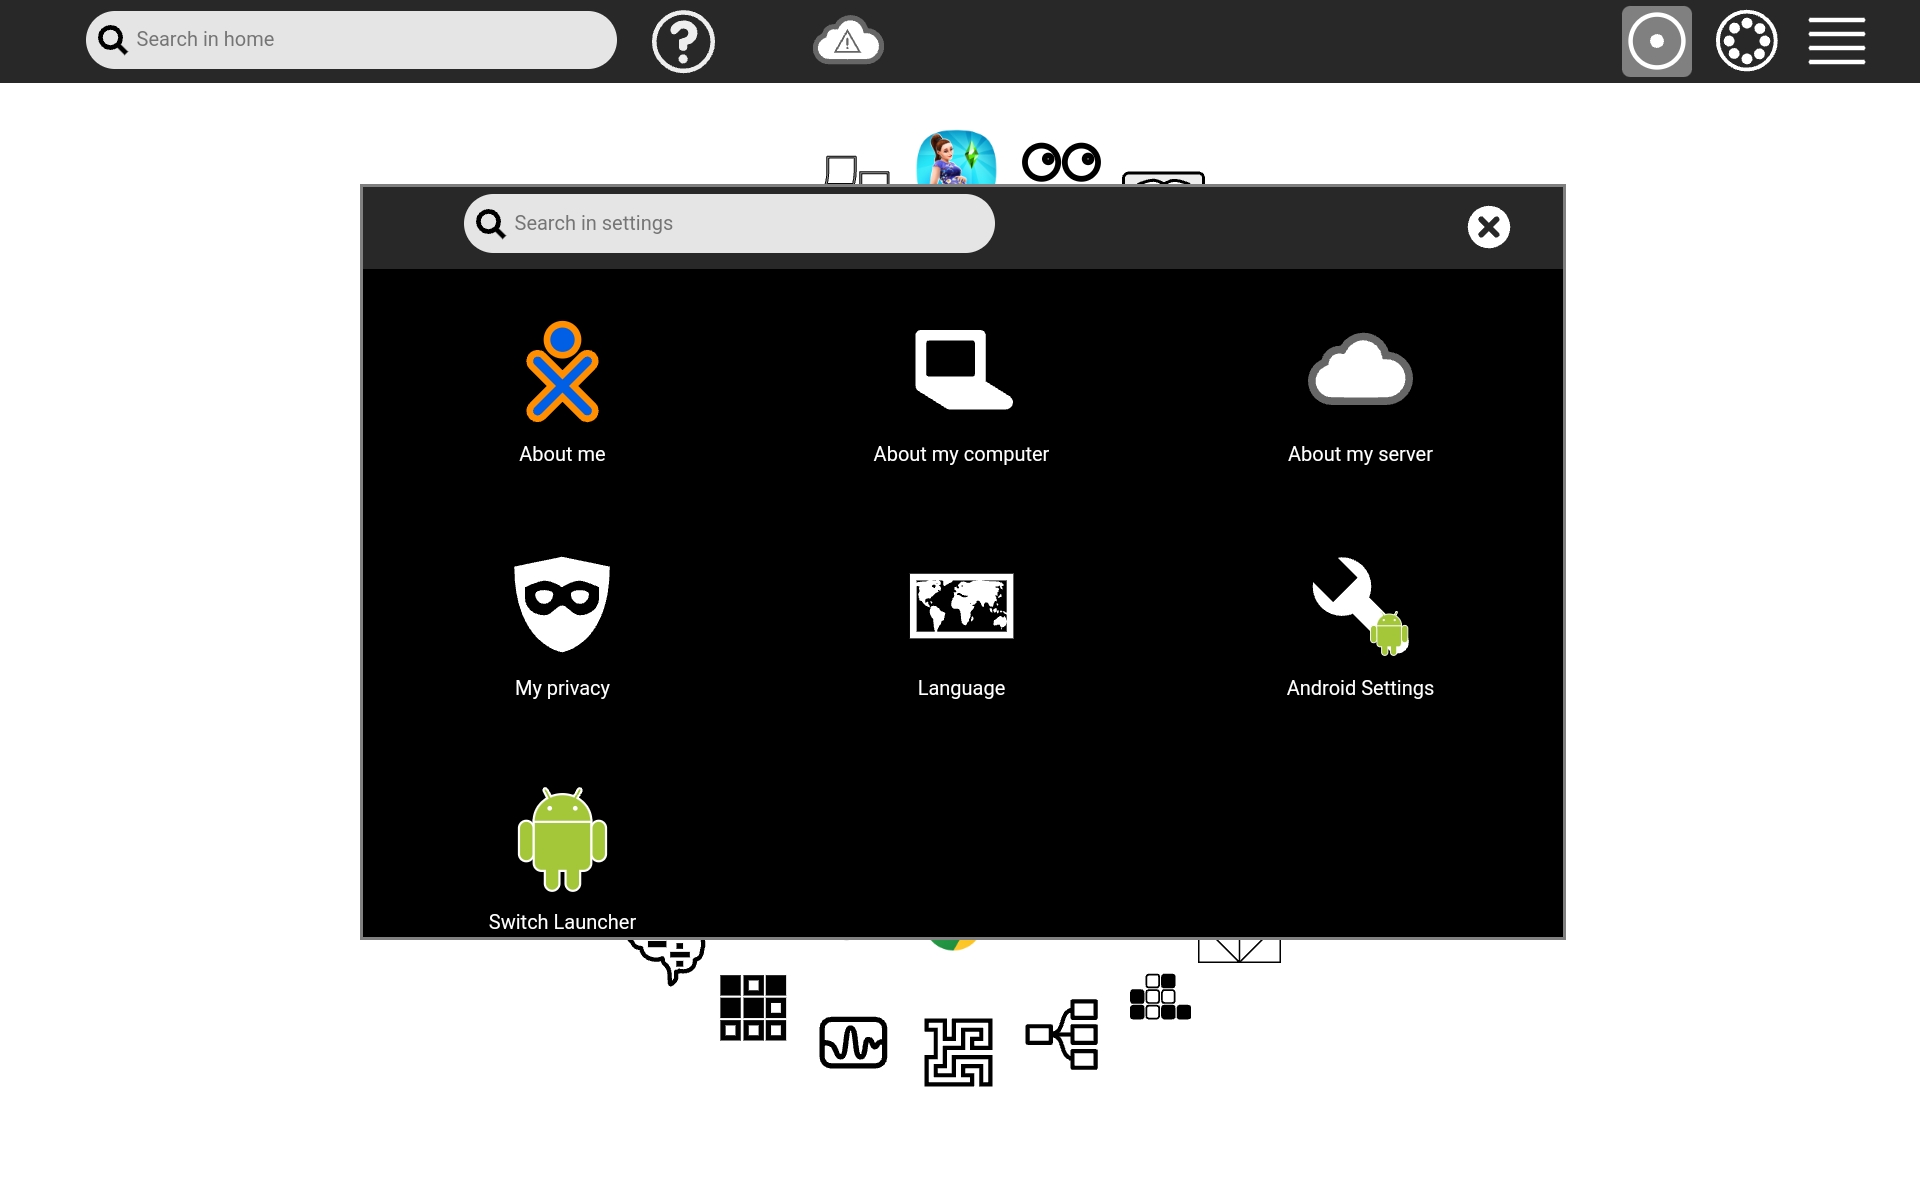 Search in home
Search in settings
About me
About my computer
About my server
My privacy
Language
Android Settings
Switch Launcher